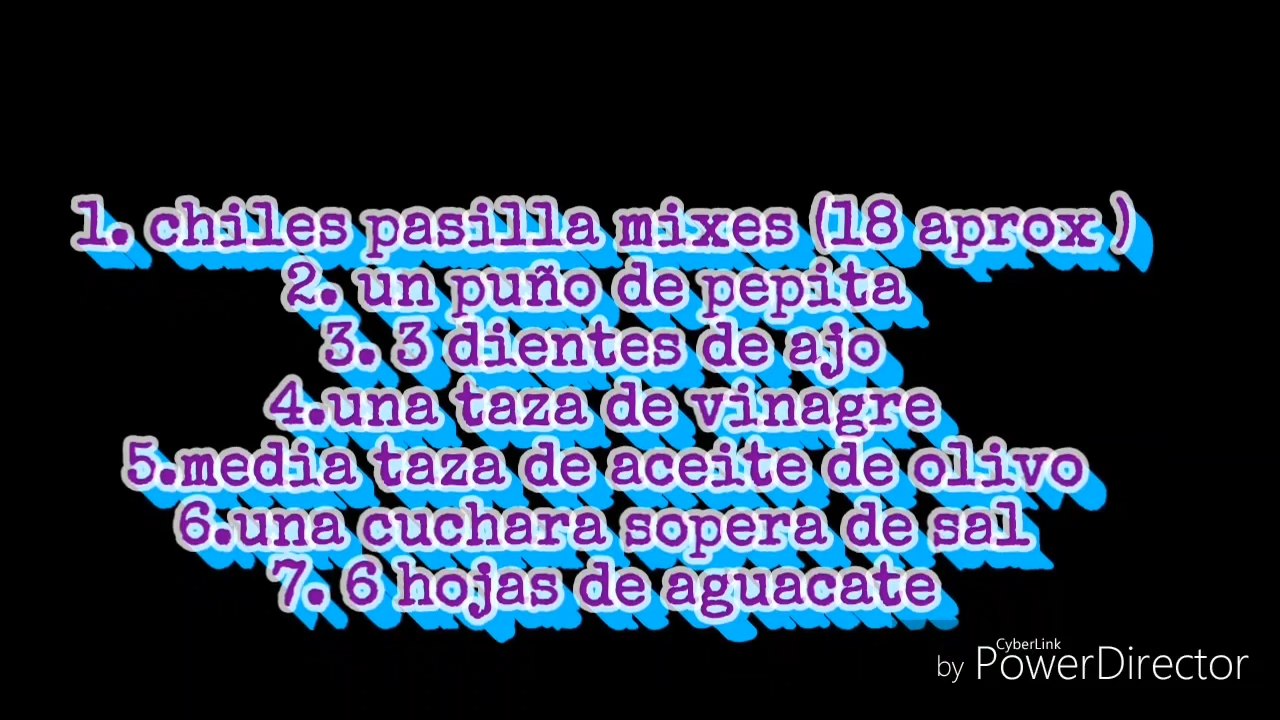 1. chiles pasilla mixes (18 aprox )
2. un puño de pepita
3. 3 dientes de ajo
4.una taza de vinagre
5.media taza de aceite de olivo
6.una cuchara sopera de sal
7. 6 hojas de aguacate
CyberLink
by PowerDirector